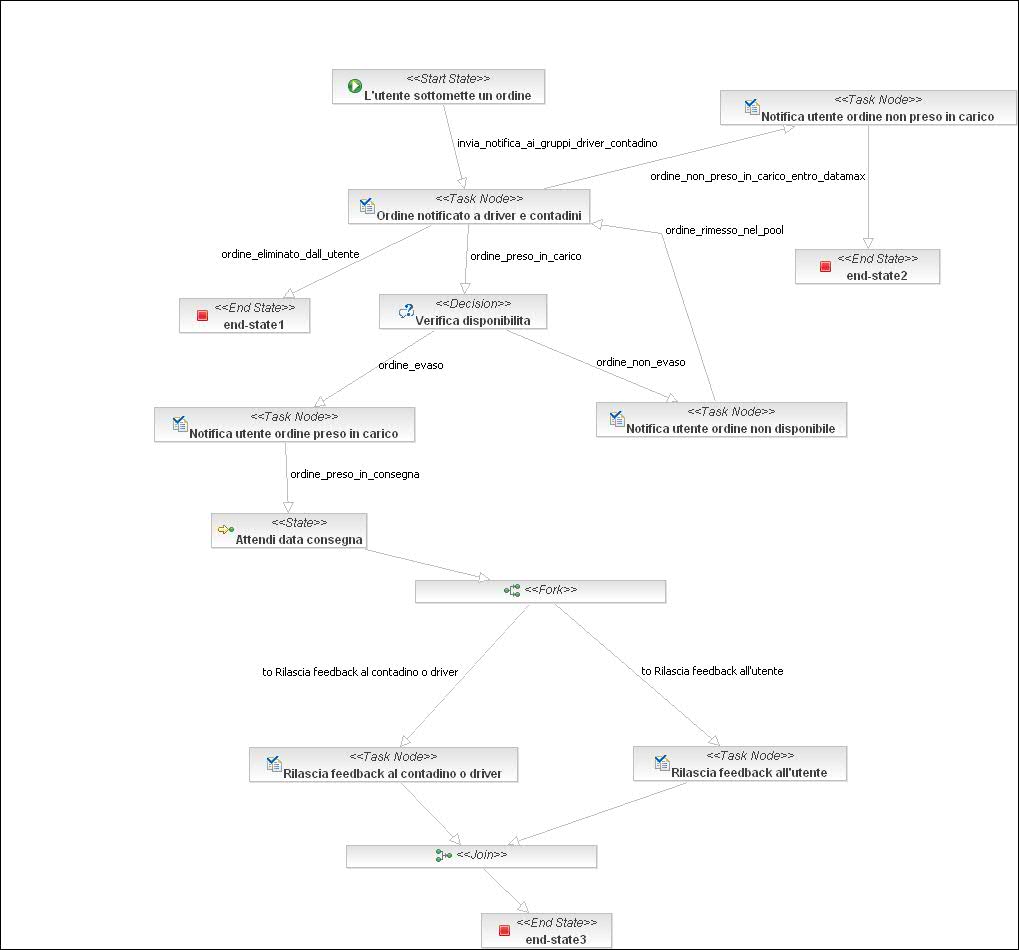 <<Start State>>
L'utente sottomette un ordine
<<Task Node>>
Notifica utente ordine non preso in carico
invia_notifica_ai_gruppi_driver_contadino
ordine_non_preso_in_carico_entro_datamax
<<Task Node>>
Ordine notificato a driver e contadini
ordine_rimesso_nel_pool
ordine_eliminato_dall_utente
ordine_preso_in_carico
<<End State>>
end-state2
<<End State>>
end-state1
<<Decision>>
Verifica disponibilita
ordine_evaso
ordine_non_evaso
<<Task Node>>
Notifica utente ordine preso in carico
<<Task Node>>
Notifica utente ordine non disponibile
ordine_preso_in_consegna
<<State>>
Attendi data consegna
<<Fork>>
to Rilascia feedback al contadino o driver
to Rilascia feedback all'utente
<<Task Node>>
Rilascia feedback al contadino o driver
<<Task Node>>
Rilascia feedback all'utente
<<Join>>
<<End State>>
end-state3